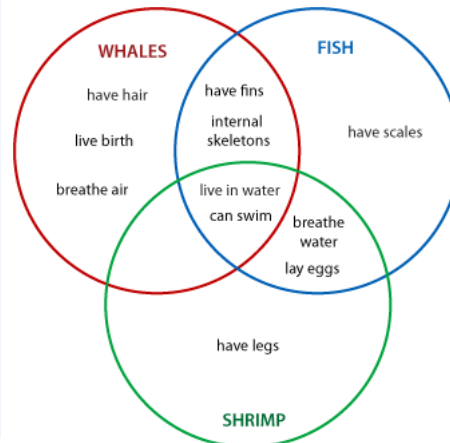 WHALES
FISH
have hair
live birth
breathe air
have fins
internal
skeletons
have scales
live in water
can swim
breathe
water
lay eggs
have legs
SHRIMP